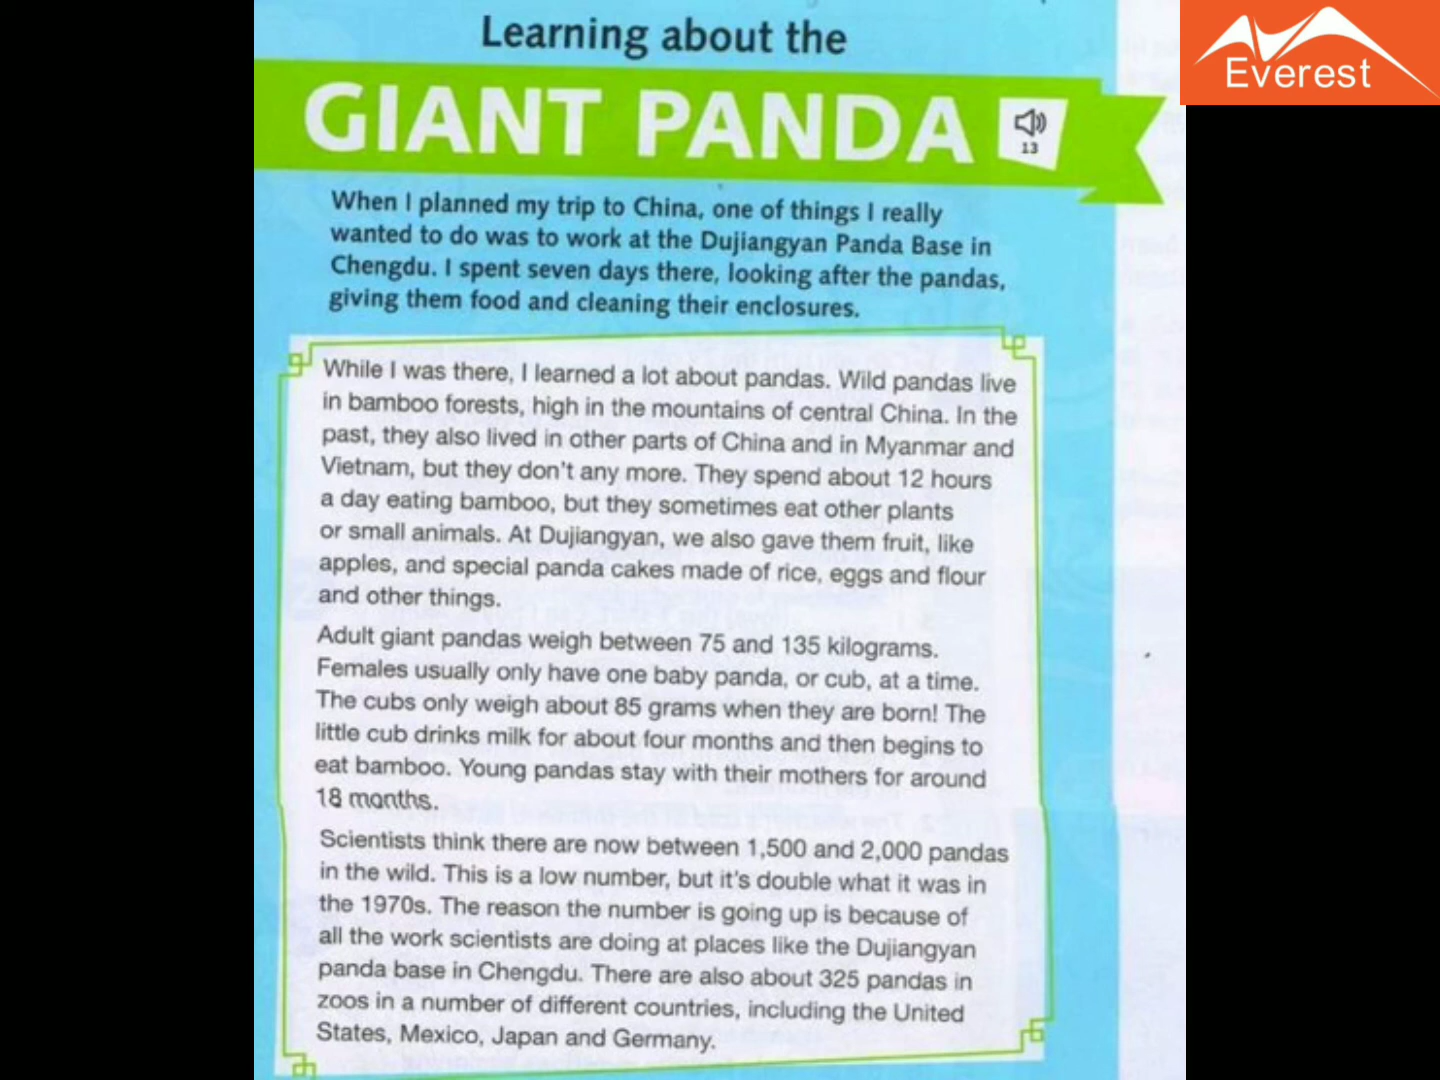 Learning about the
GIANT PANDA
13
Everest
When I planned my trip to China, one of things I really
wanted to do was to work at the Dujiangyan Panda Base in
Chengdu. I spent seven days there, looking after the pandas,
giving them food and cleaning their enclosures.
While I was there, I learned a lot about pandas. Wild pandas live
in bamboo forests, high in the mountains of central China. In the
past, they also lived in other parts of China and in Myanmar and
Vietnam, but they don't any more. They spend about 12 hours
a day eating bamboo, but they sometimes eat other plants
or small animals. At Dujiangyan, we also gave them fruit, like
apples, and special panda cakes made of rice, eggs and flour
and other things.
Adult giant pandas weigh between 75 and 135 kilograms.
Females usually only have one baby panda, or cub, at a time.
The cubs only weigh about 85 grams when they are born! The
little cub drinks milk for about four months and then begins to
eat bamboo. Young pandas stay with their mothers for around
18 months.
Scientists think there are now between 1,500 and 2,000 pandas
in the wild. This is a low number, but it's double what it was in
the 1970s. The reason the number is going up is because of
all the work scientists are doing at places like the Dujiangyan
panda base in Chengdu. There are also about 325 pandas in
zoos in a number of different countries, including the United
States, Mexico, Japan and Germany.